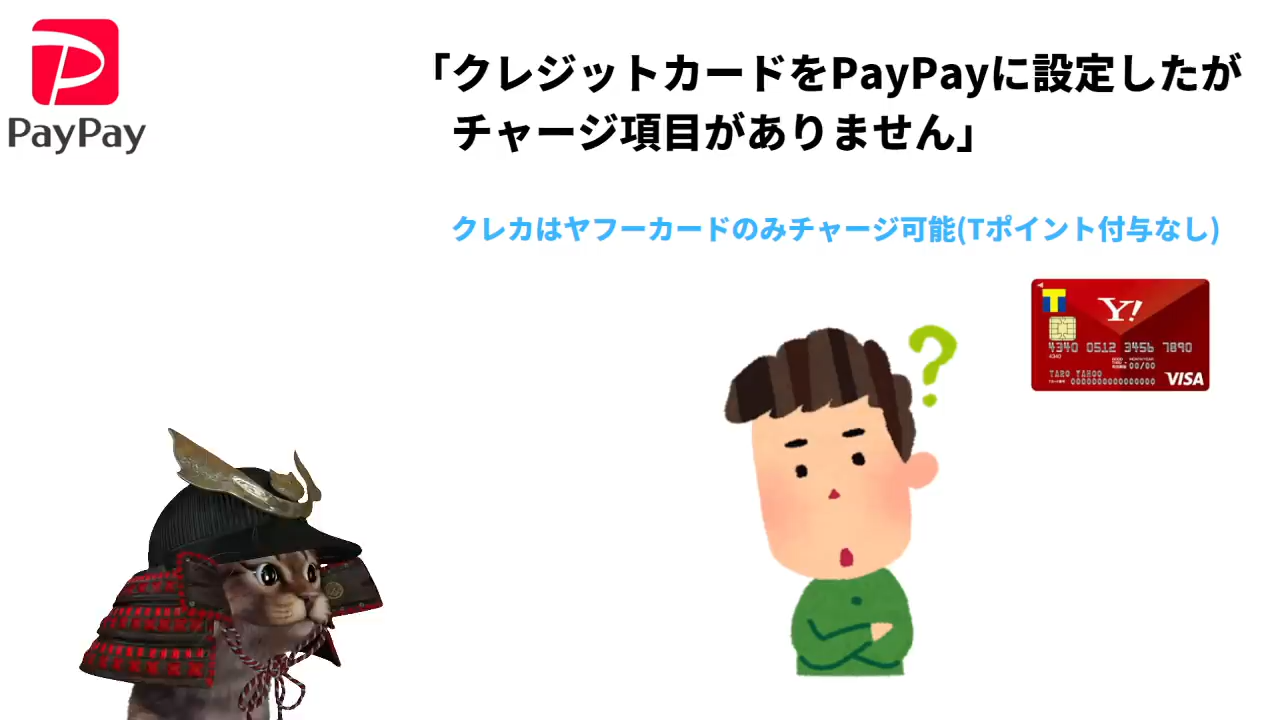 PayPay
「クレジットカードをPayPayに設定したが
チャージ項目がありません」
クレカはヤフーカードのみチャージ可能(Tポイント付与なし)
T
Y!
4340 0512 3456 7890
4340
00/00
TARO YAHOO
VISA